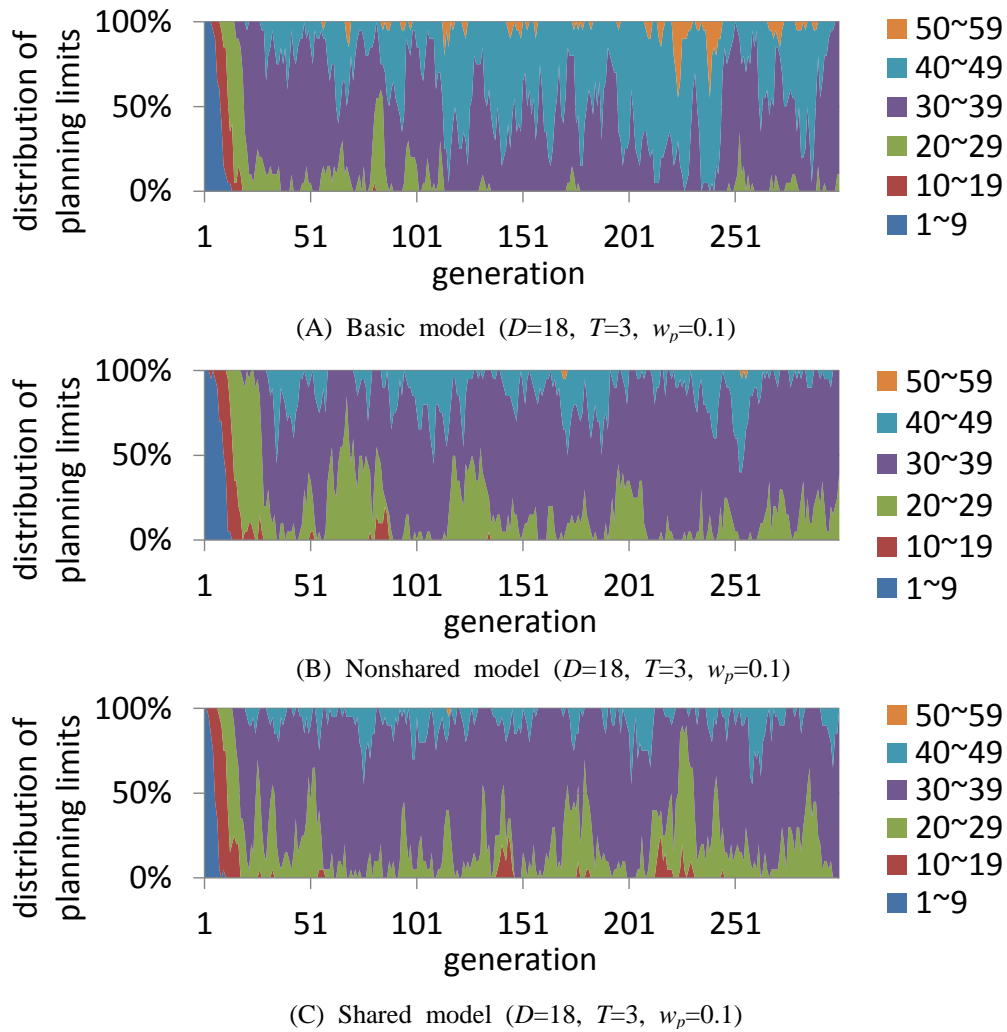 distribution of
planning limits
100%
50%
0%
1 51 101 151 201 251
generation
50~59
40~49
30~39
20~29
10~19
1~9
(A) Basic model (D=18, T=3, wp=0.1)
distribution of
planning limits
100%
50%
0%
1 51 101 151 201 251
generation
50~59
40~49
30~39
20~29
10~19
1~9
(B) Nonshared model (D=18, T=3, wp=0.1)
distribution of
planning limits
100%
50%
0%
1 51 101 151 201 251
generation
50~59
40~49
30~39
20~29
10~19
1~9
(C) Shared model (D=18, T=3, wp=0.1)